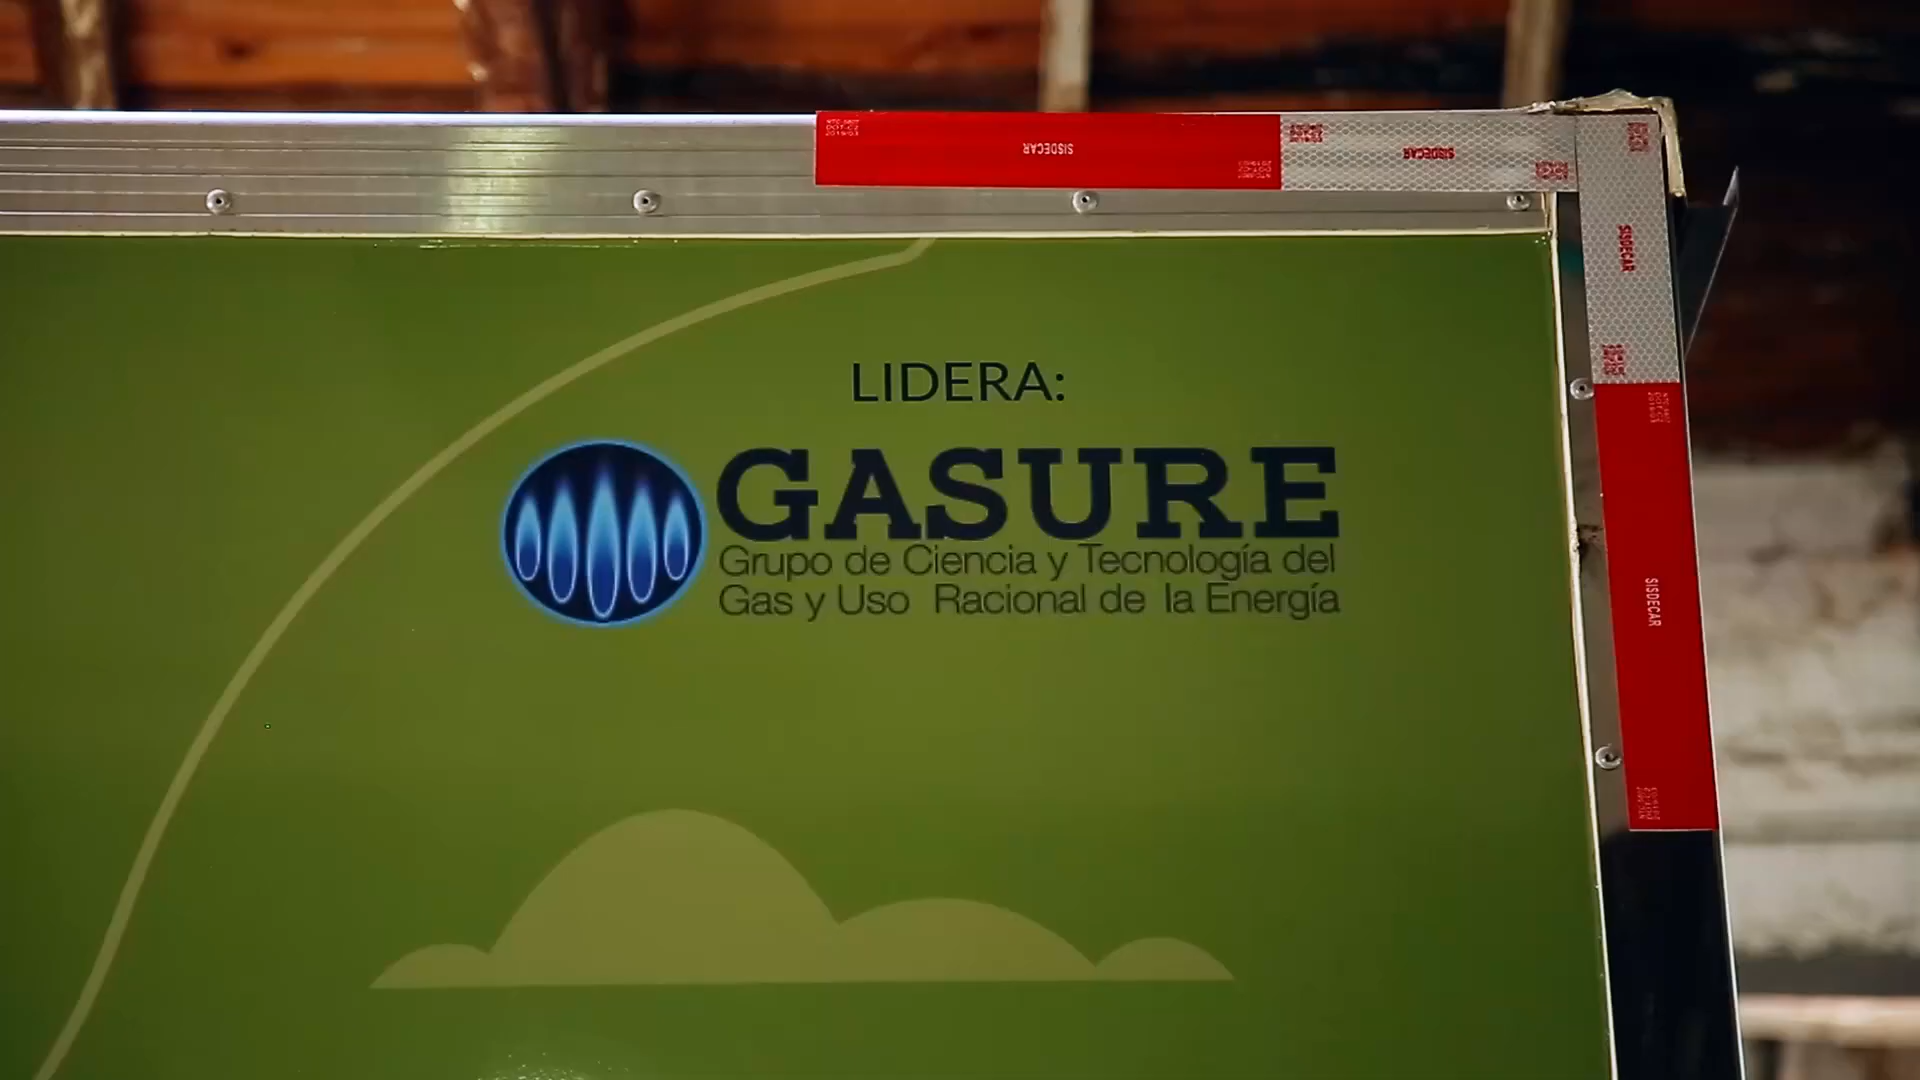 SISDECAR
SISDECAR
SISDECAR
LIDERA:
GASURE
Grupo de Ciencia y Tecnología del
Gas y Uso Racional de la Energía
SISDECAR